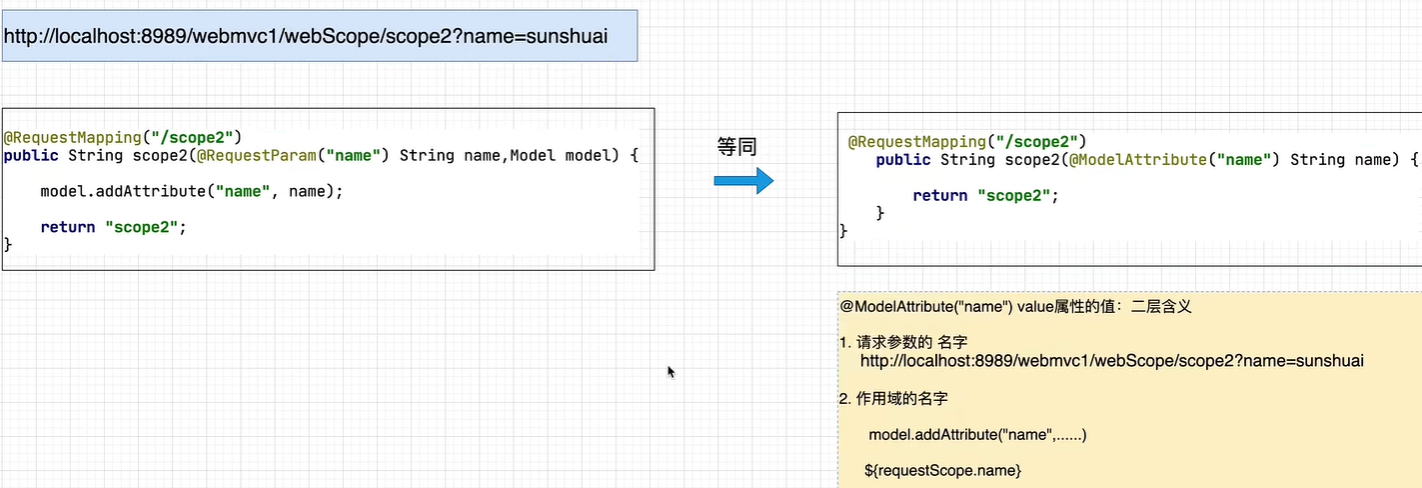 http://localhost:8989/webmvc1/webScope/scope2?name=sunshuai
@RequestMapping("/scope2")
public String scope2(@RequestParam("name") String name,Model model) {
model.addAttribute("name", name);
return "scope2";
}
等同
@RequestMapping("/scope2")
public String scope2(@ModelAttribute("name") String name) {
return "scope2";
}
}
@ModelAttribute("name") value属性的值：二层含义
1. 请求参数的 名字
http://localhost:8989/webmvc1/webScope/scope2?name=sunshuai
2. 作用域的名字
model.addAttribute("name",......)
${requestScope.name}